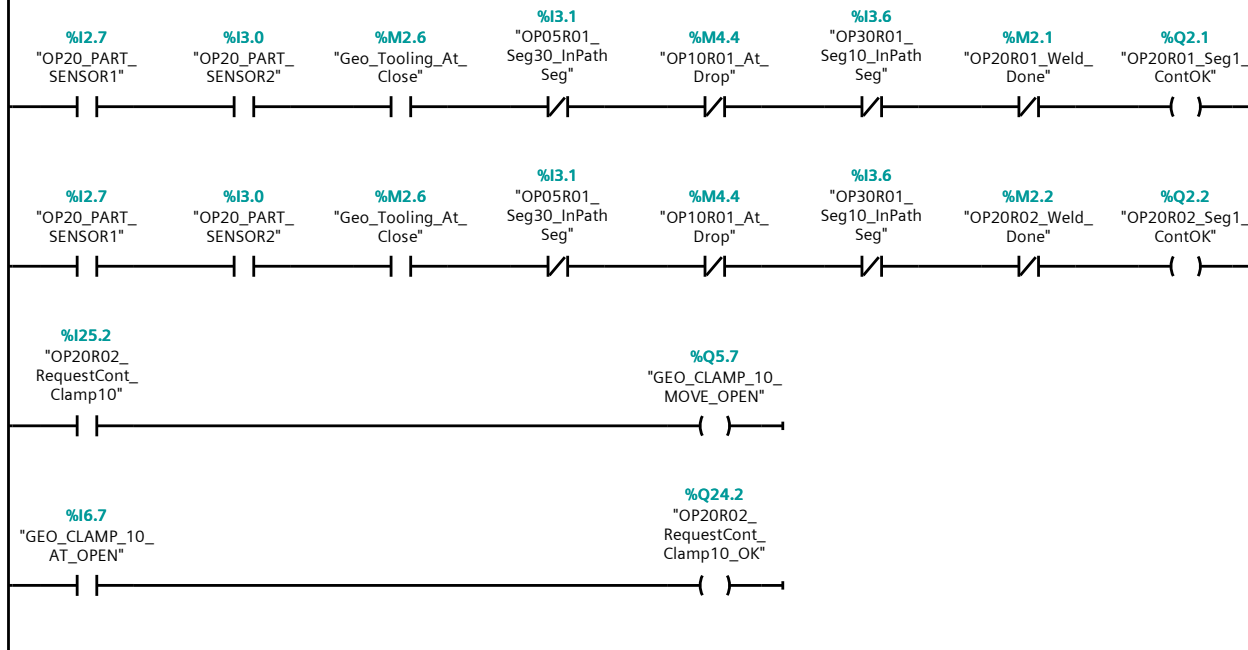 %I2.7
"OP20_PART_
SENSOR1"
%I3.0
"OP20_PART_
SENSOR2"
%M2.6
"Geo_Tooling_At_
Close"
%I3.1
"OP05R01_
Seg30_InPath
Seg"
%M4.4
"OP10R01_At_
Drop"
%I3.6
"OP30R01_
Seg10_InPath
Seg"
%M2.1
"OP20R01_Weld_
Done"
%Q2.1
"OP20R01_Seg1_
ContOK"
%I2.7
"OP20_PART_
SENSOR1"
%I3.0
"OP20_PART_
SENSOR2"
%M2.6
"Geo_Tooling_At_
Close"
%I3.1
"OP05R01_
Seg30_InPath
Seg"
%M4.4
"OP10R01_At_
Drop"
%I3.6
"OP30R01_
Seg10_InPath
Seg"
%M2.2
"OP20R02_Weld_
Done"
%Q2.2
"OP20R02_Seg1_
ContOK"
%I25.2
"OP20R02_
RequestCont_
Clamp10"
%Q5.7
"GEO_CLAMP_10_
MOVE_OPEN"
%I6.7
"GEO_CLAMP_10_
AT_OPEN"
%Q24.2
"OP20R02_
RequestCont_
Clamp10_OK"